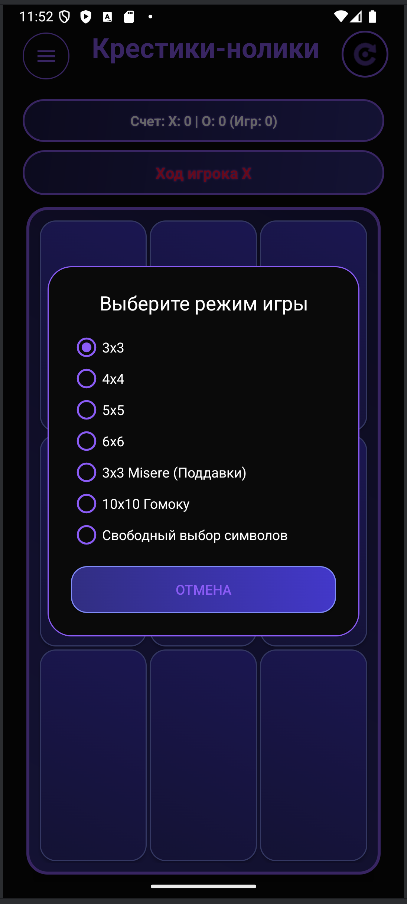 11:52
Крестики-нолики
Счет: X: 0 | O: 0 (Игр: 0)
Ход игрока X
Выберите режим игры
3x3
4x4
5x5
6x6
3x3 Misere (Поддавки)
10x10 Гомоку
Свободный выбор символов
ОТМЕНА